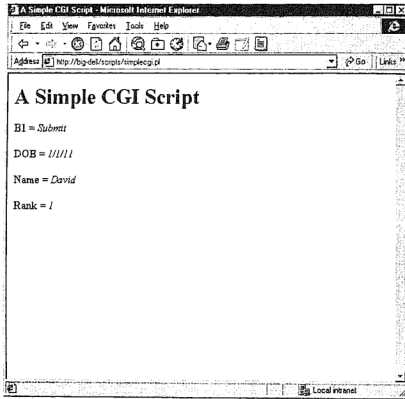 A Simple CGI Script - Microsoft Internet Explorer
File Edit View Favorites Tools Help
Address http://big-dell/scripts/simplecgi.pl Go Links »
A Simple CGI Script
B1 = Submit
DOB = 1/1/11
Name = David
Rank = 1
Local intranet